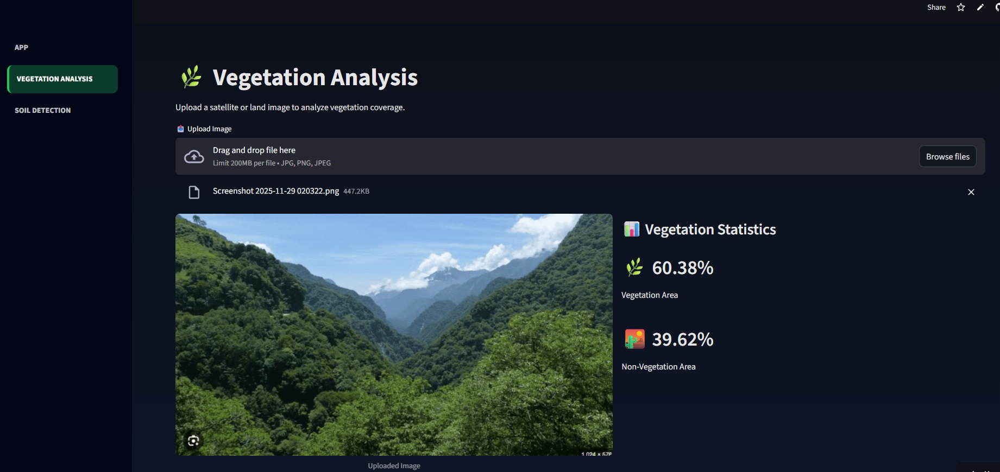 Share
APP
VEGETATION ANALYSIS
SOIL DETECTION
Vegetation Analysis
Upload a satellite or land image to analyze vegetation coverage.
Upload Image
Drag and drop file here
Limit 200MB per file • JPG, PNG, JPEG
Browse files
Screenshot 2025-11-29 020322.png 447.2KB
Vegetation Statistics
60.38%
Vegetation Area
39.62%
Non-Vegetation Area
1,024 × 576
Uploaded Image